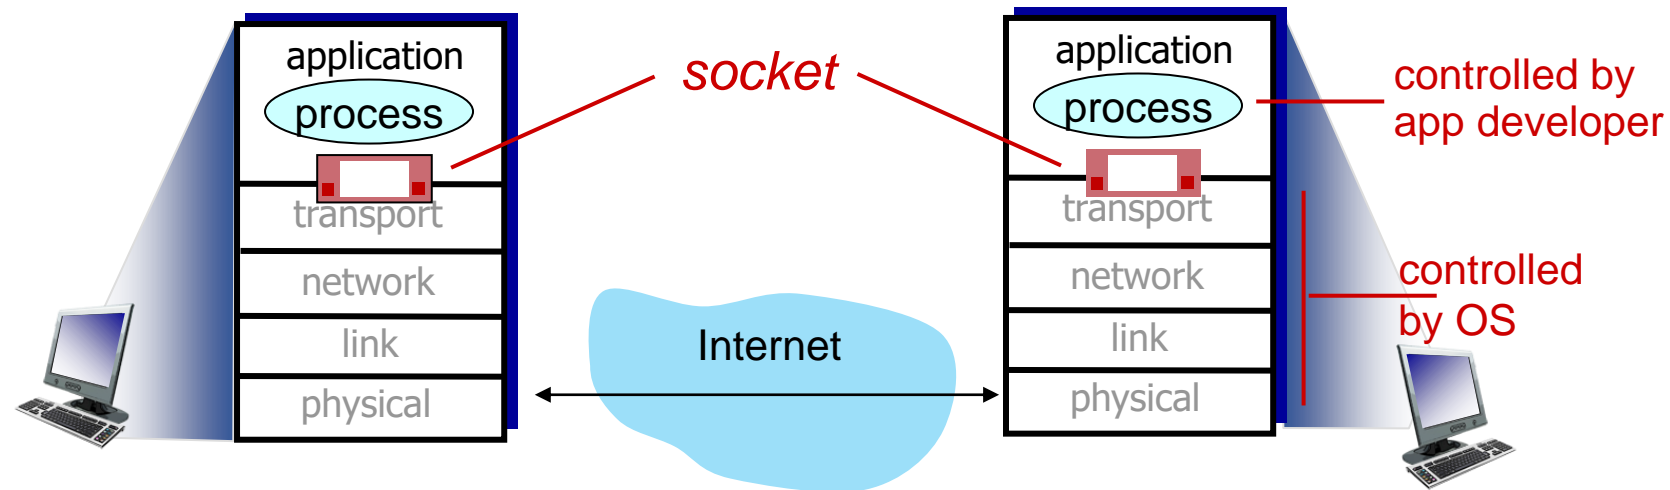 application
process
transport
network
link
physical
socket
Internet
application
process
transport
network
link
physical
controlled by
app developer
controlled
by OS